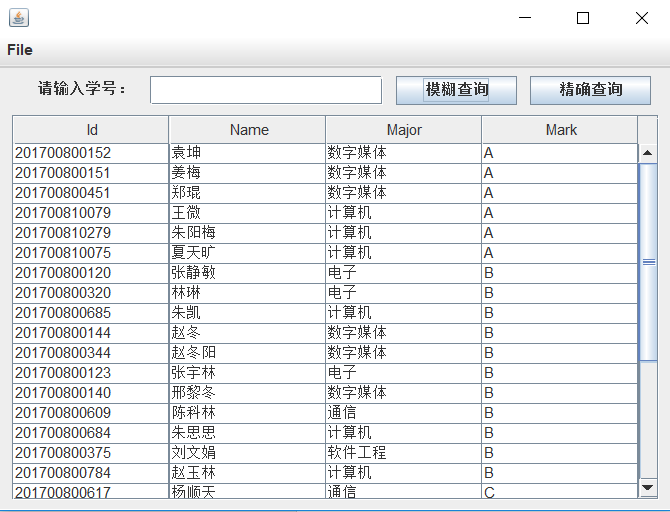 File
请输入学号： 模糊查询 精确查询
Id Name Major Mark
201700800152 袁坤 数字媒体 A
201700800151 姜梅 数字媒体 A
201700800451 郑琨 数字媒体 A
201700810079 王微 计算机 A
201700810279 朱阳梅 计算机 A
201700810075 夏天旷 计算机 A
201700800120 张静敏 电子 B
201700800320 林琳 电子 B
201700800685 朱凯 计算机 B
201700800144 赵冬 数字媒体 B
201700800344 赵冬阳 数字媒体 B
201700800123 张宇林 电子 B
201700800140 邢黎冬 数字媒体 B
201700800609 陈科林 通信 B
201700800684 朱思思 计算机 B
201700800375 刘文娟 软件工程 B
201700800784 赵玉林 计算机 B
201700800617 杨顺天 通信 C